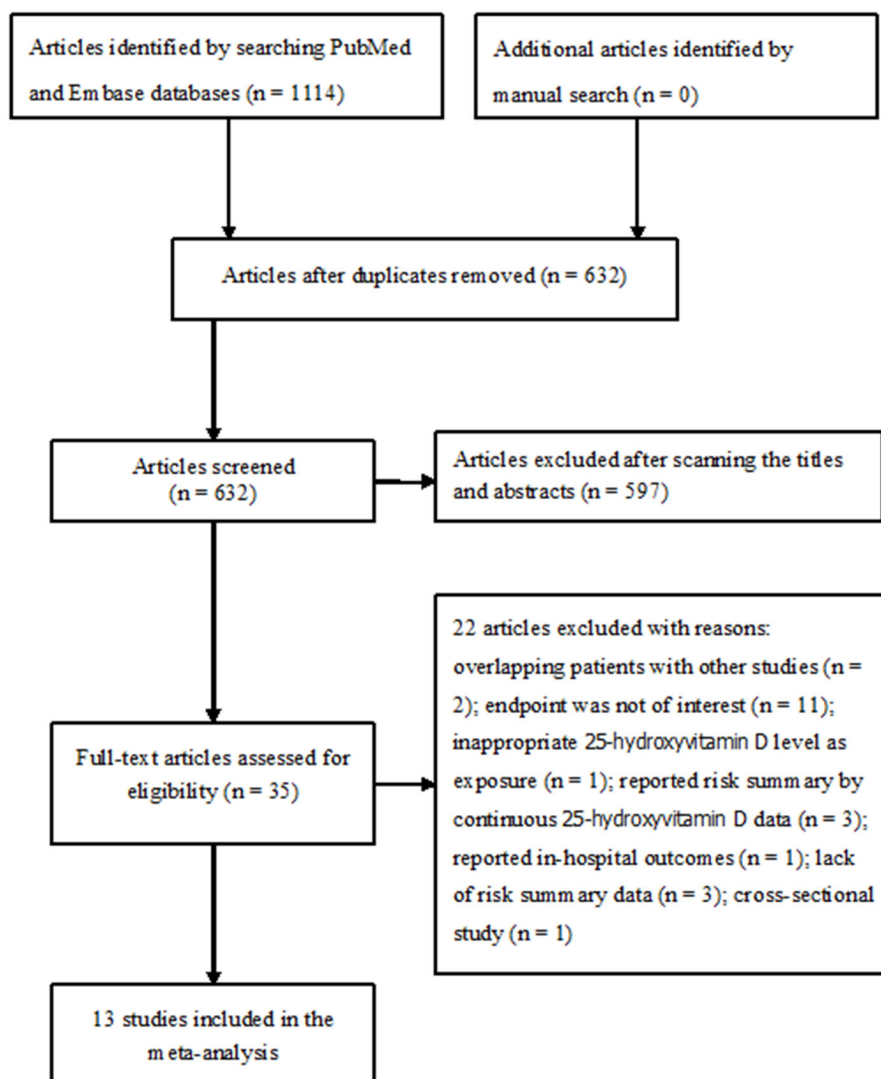 Articles identified by searching PubMed
and Embase databases (n = 1114)
Additional articles identified by
manual search (n = 0)
Articles after duplicates removed (n = 632)
Articles screened
(n = 632)
Articles excluded after scanning the titles
and abstracts (n = 597)
22 articles excluded with reasons:
overlapping patients with other studies (n =
2); endpoint was not of interest (n = 11);
inappropriate 25-hydroxyvitamin D level as
exposure (n = 1); reported risk summary by
continuous 25-hydroxyvitamin D data (n = 3);
reported in-hospital outcomes (n = 1); lack
of risk summary data (n = 3); cross-sectional
study (n = 1)
Full-text articles assessed for
eligibility (n = 35)
13 studies included in the
meta-analysis